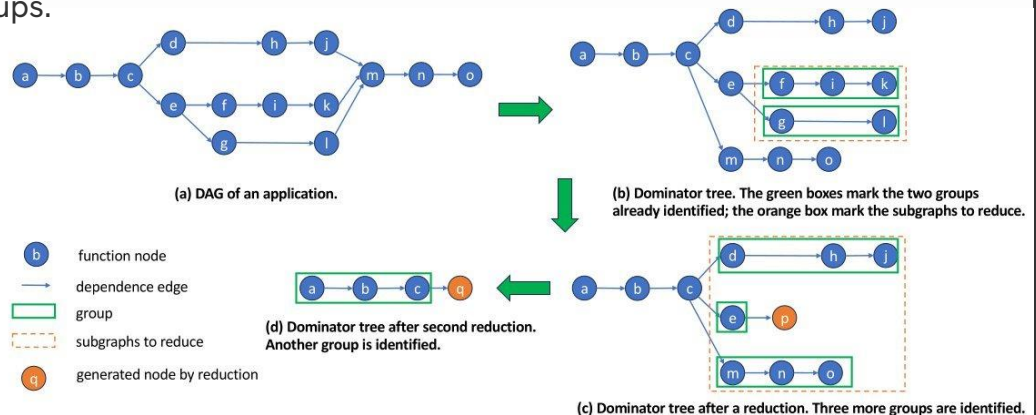 ups.
d h j
a b c m n o
e f i k
g l
(a) DAG of an application.
d h j
a b c
e f i k
g l
m n o
(b) Dominator tree. The green boxes mark the two groups
already identified; the orange box mark the subgraphs to reduce.
b function node
dependence edge
group
subgraphs to reduce
q generated node by reduction
a b c q
(d) Dominator tree after second reduction.
Another group is identified.
d h j
a b c
e p
m n o
(c) Dominator tree after a reduction. Three more groups are identified.